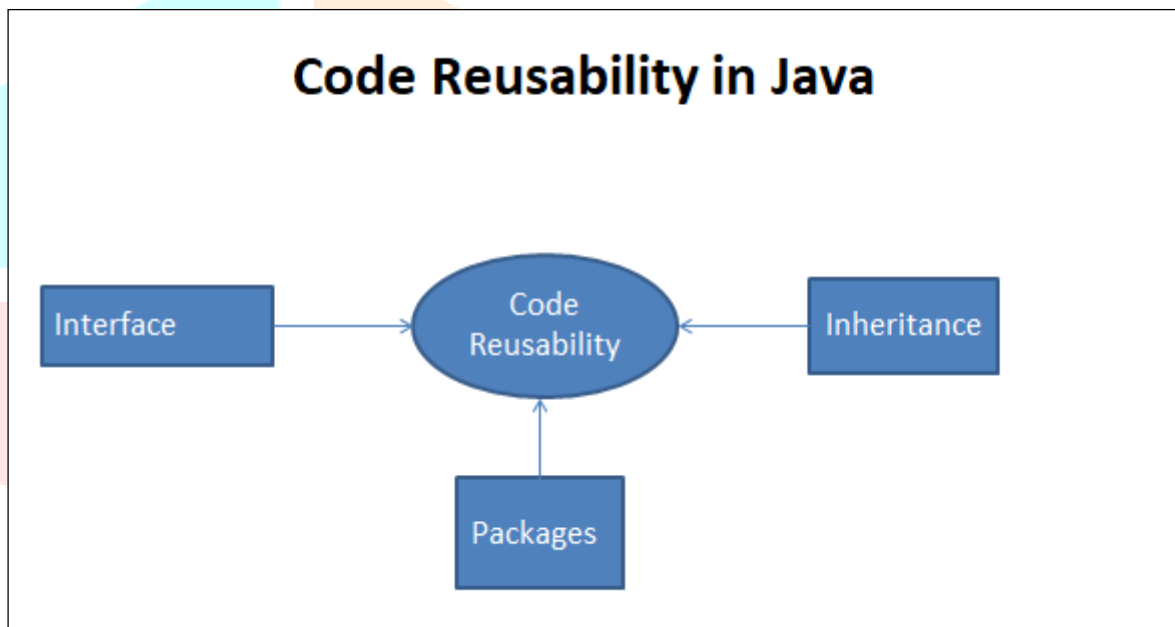 Code Reusability in Java
Interface
Code
Reusability
Inheritance
Packages